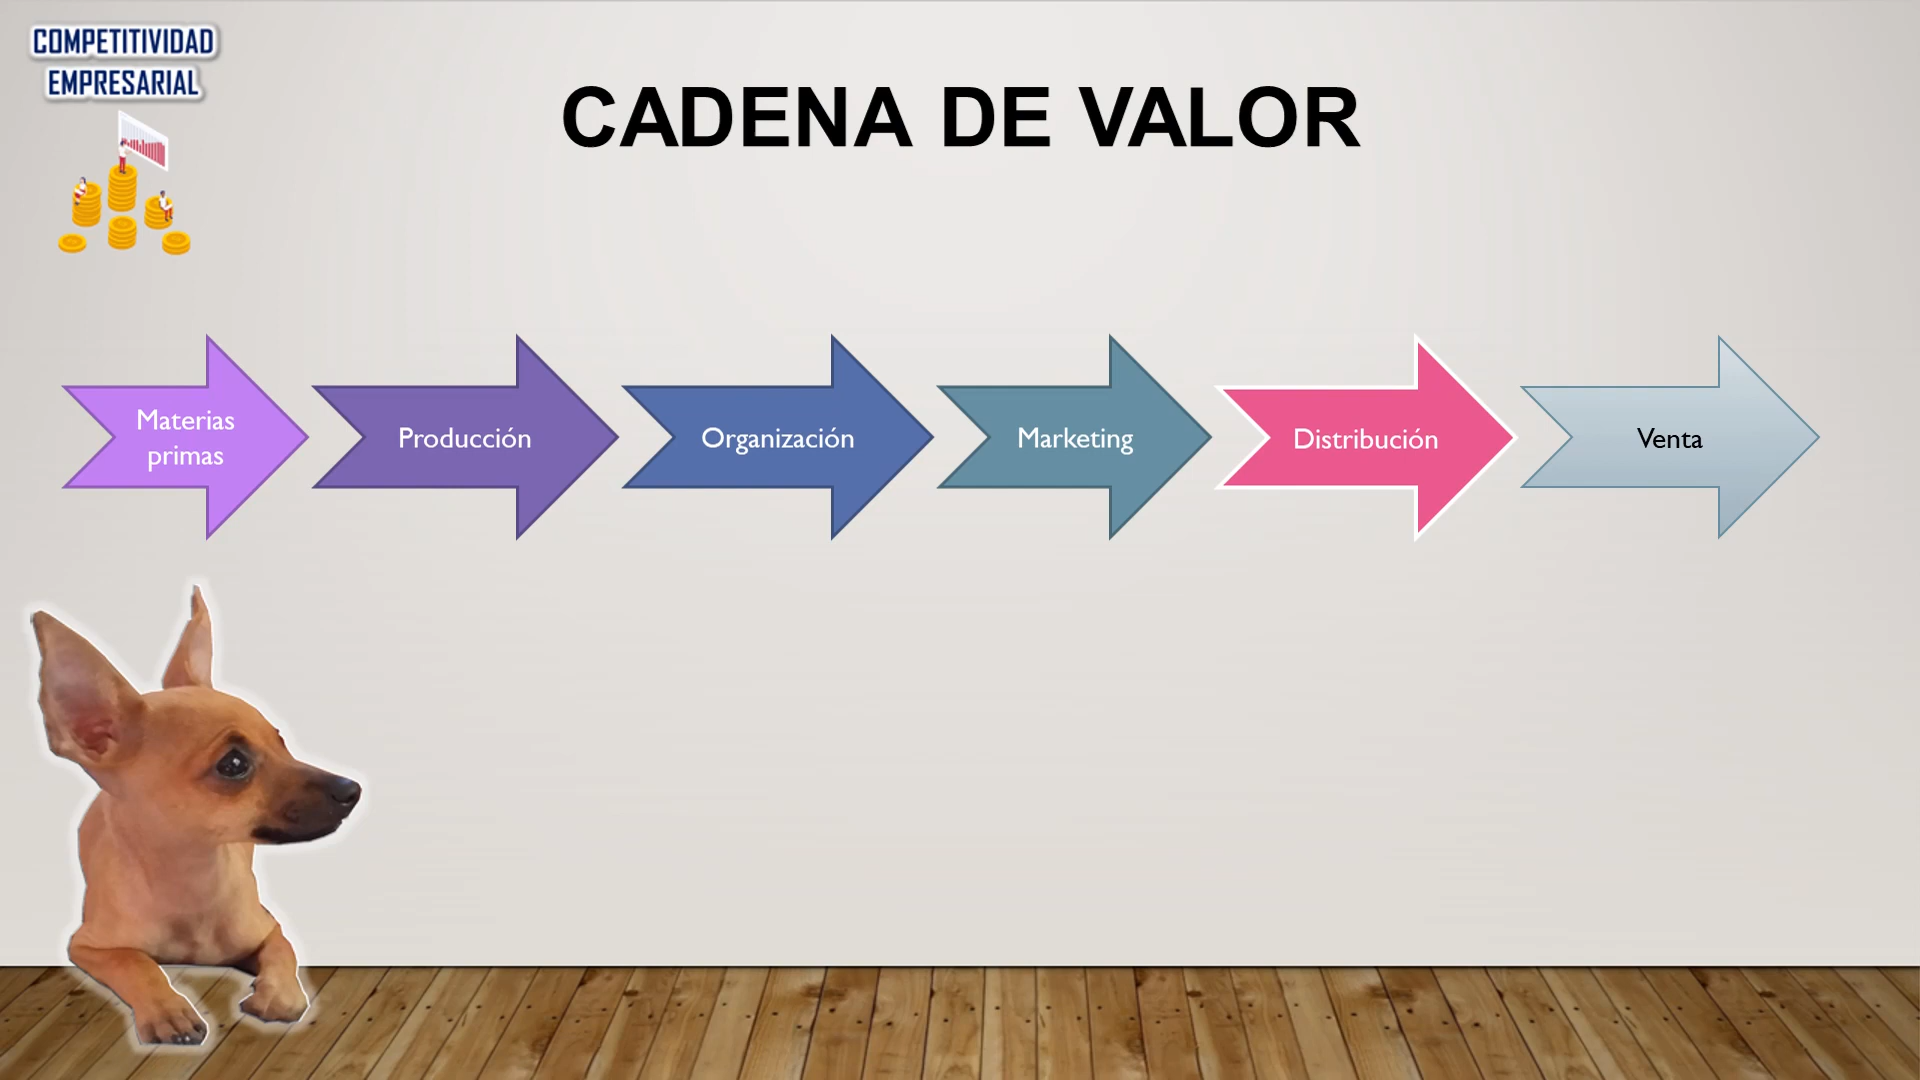 COMPETITIVIDAD
EMPRESARIAL
CADENA DE VALOR
Materias
primas
Producción
Organización
Marketing
Distribución
Venta